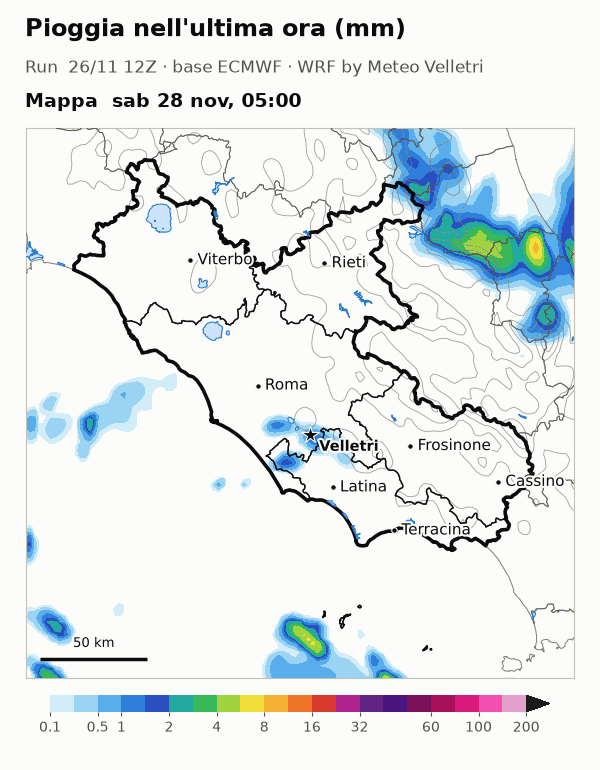 Pioggia nell'ultima ora (mm)
Run  26/11 12Z · base ECMWF · WRF by Meteo Velletri
Mappa  sab 28 nov, 05:00
Viterbo
Rieti
Roma
Velletri
Frosinone
Latina
Cassino
Terracina
50 km
0.1 0.5 1 2 4 8 16 32 60 100 200